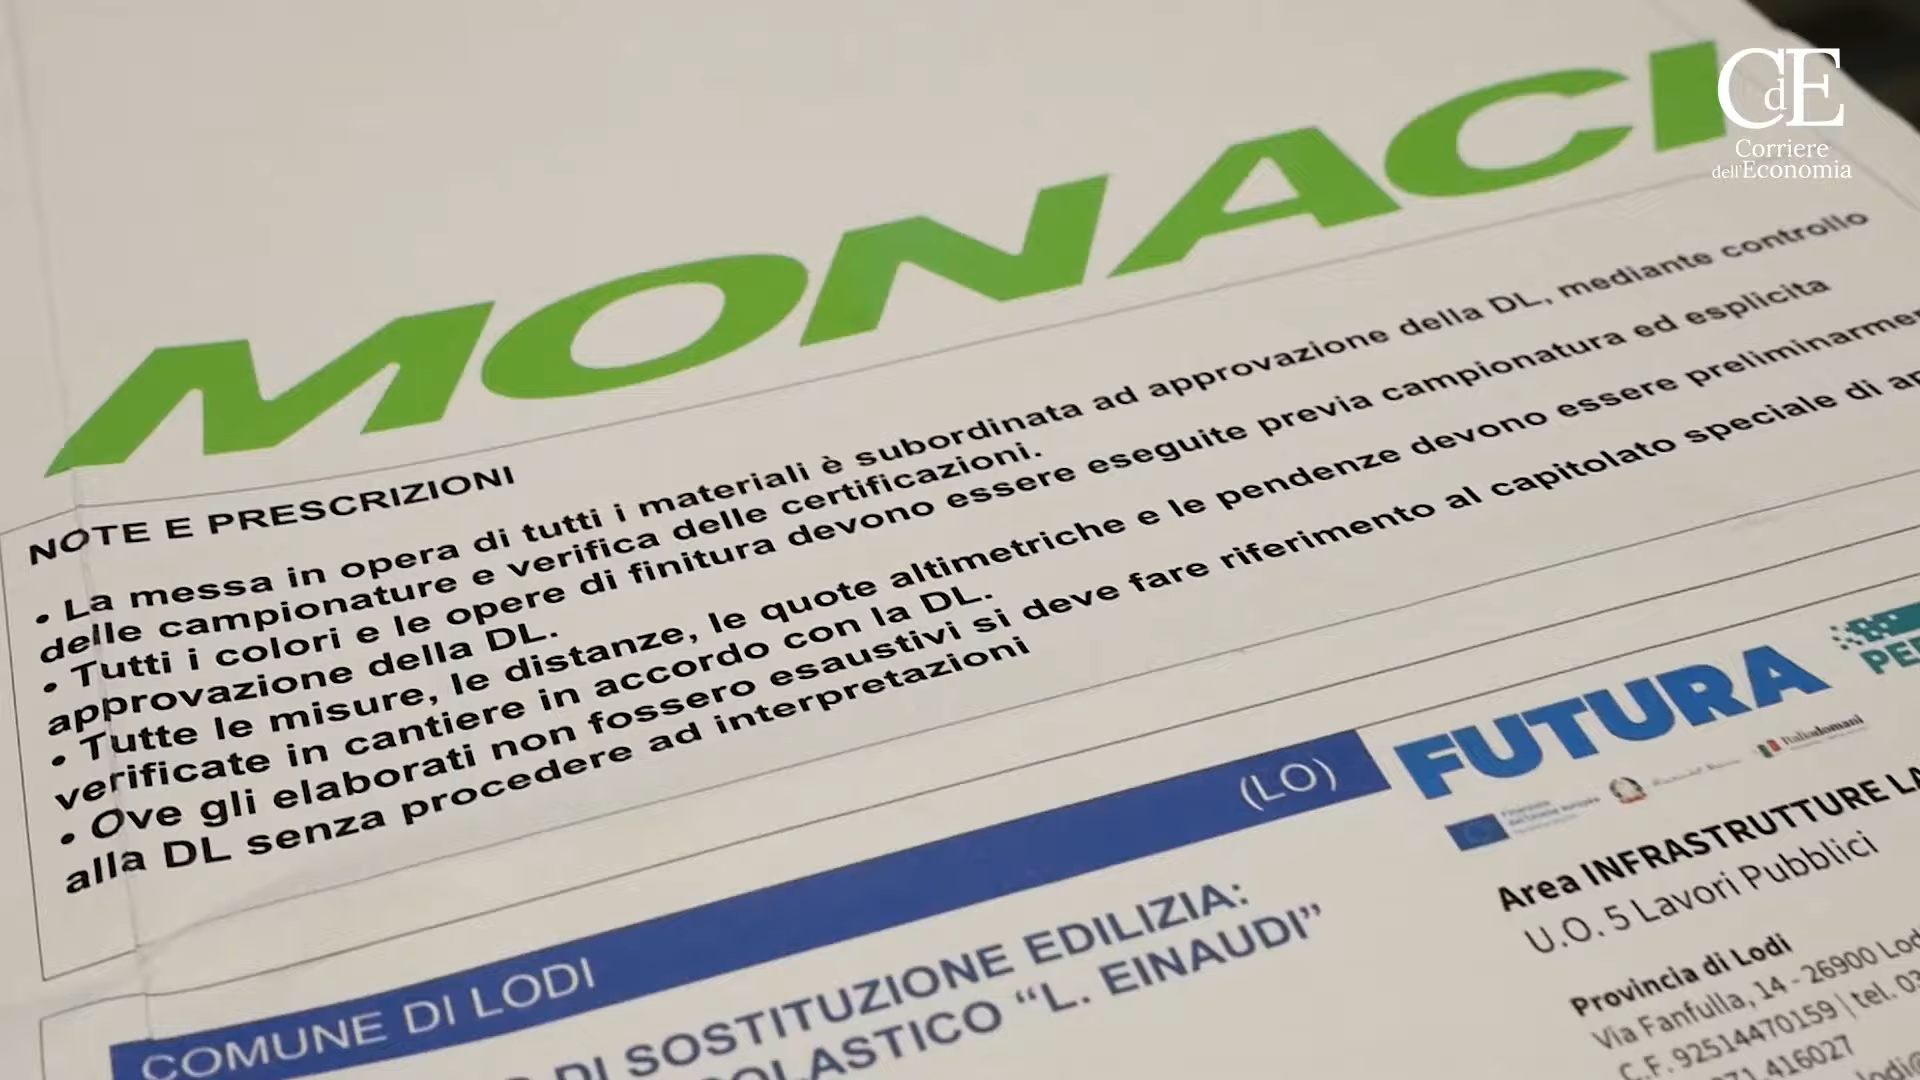 CdE
Corriere
dell'Economia
MONACI
NOTE E PRESCRIZIONI
• La messa in opera di tutti i materiali è subordinata ad approvazione della DL, mediante controllo
delle campionature e verifica delle certificazioni.
• Tutti i colori e le opere di finitura devono essere eseguite previa campionatura ed esplicita
approvazione della DL.
• Tutte le misure, le distanze, le quote altimetriche e le pendenze devono essere
verificate in cantiere in accordo con la DL.
• Ove gli elaborati non fossero esaustivi si deve fare riferimento al capitolato speciale di
alla DL senza procedere ad interpretazioni
COMUNE DI LODI (LO)
DI SOSTITUZIONE EDILIZIA:
“L. EINAUDI”
FUTURA
Italiadomani
Area INFRASTRUTTURE
U.O. 5 Lavori Pubblici
Provincia di Lodi
Via Fanfulla, 14 - 26900
C.F. 92514470159 | tel.
416027